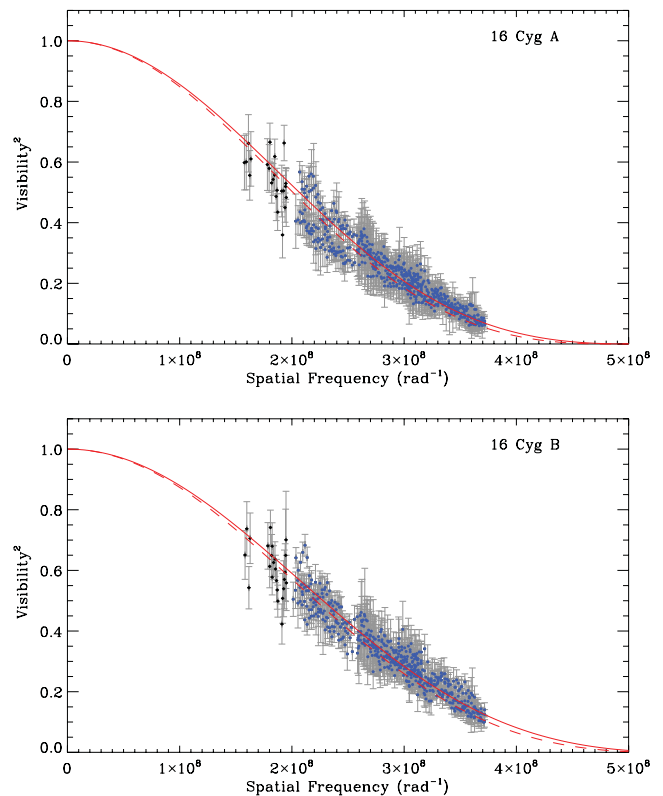 16 Cyg A
1.0
0.8
0.6
0.4
0.2
0.0
Visibility²
0 1×10⁸ 2×10⁸ 3×10⁸ 4×10⁸ 5×10⁸
Spatial Frequency (rad⁻¹)
16 Cyg B
1.0
0.8
0.6
0.4
0.2
0.0
Visibility²
0 1×10⁸ 2×10⁸ 3×10⁸ 4×10⁸ 5×10⁸
Spatial Frequency (rad⁻¹)